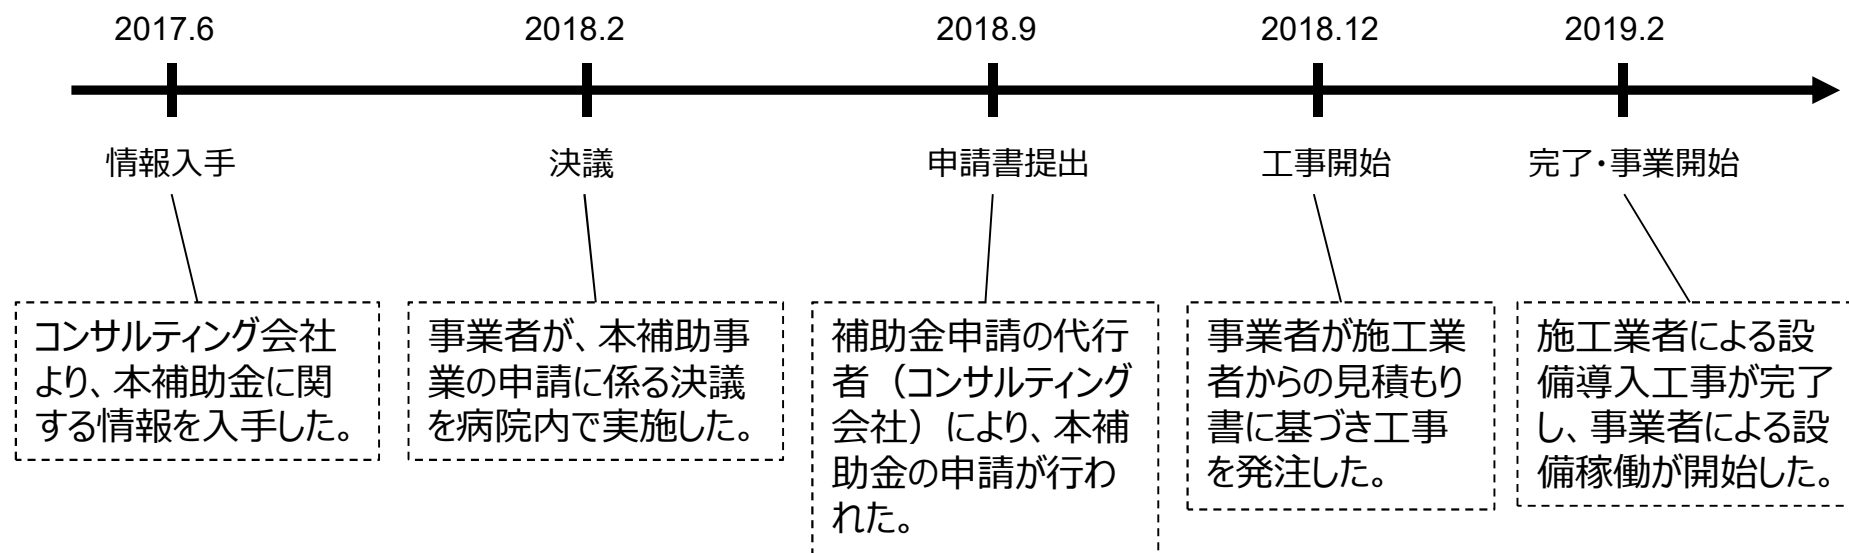 2017.6
2018.2
2018.9
2018.12
2019.2
情報入手
決議
申請書提出
工事開始
完了・事業開始
コンサルティング会社
より、本補助金に関
する情報を入手した。
事業者が、本補助事
業の申請に係る決議
を病院内で実施した。
補助金申請の代行
者（コンサルティング
会社）により、本補
助金の申請が行わ
れた。
事業者が施工業
者からの見積もり
書に基づき工事
を発注した。
施工業者による設
備導入工事が完了
し、事業者による設
備稼働が開始した。